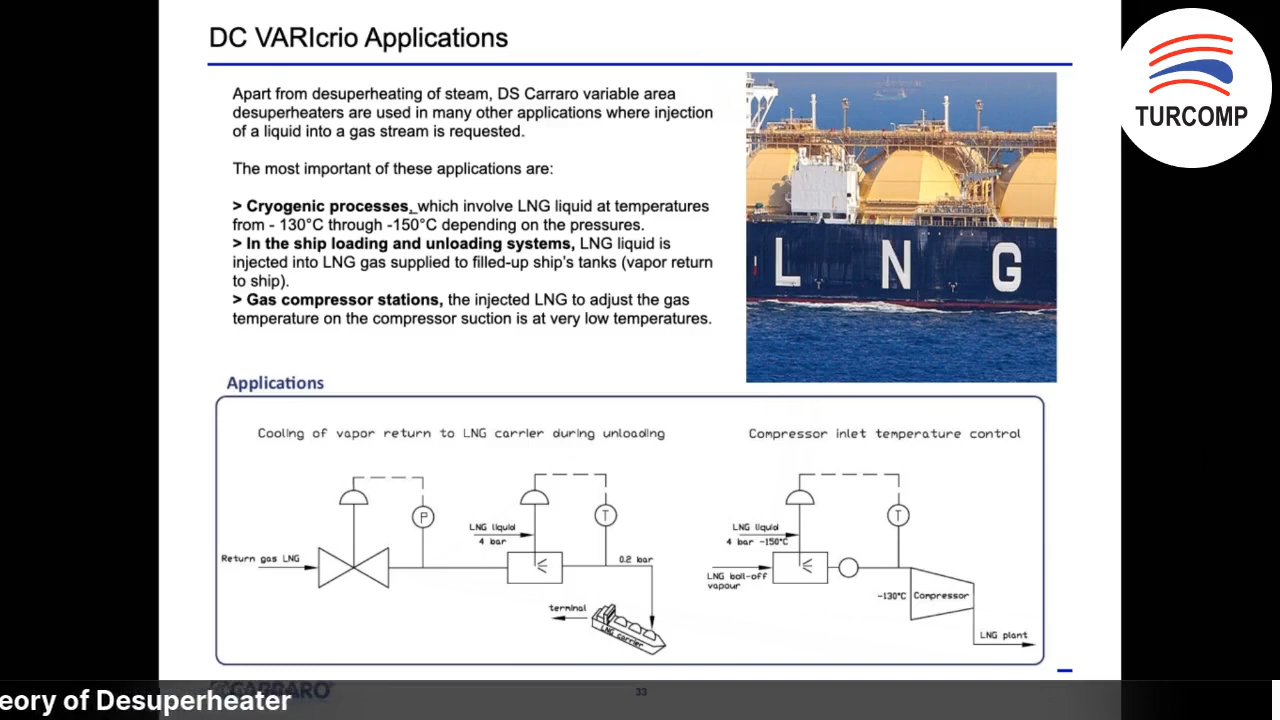 DC VARIcrio Applications
TURCOMP
Apart from desuperheating of steam, DS Carraro variable area
desuperheaters are used in many other applications where injection
of a liquid into a gas stream is requested.
The most important of these applications are:
> Cryogenic processes, which involve LNG liquid at temperatures
from - 130°C through -150°C depending on the pressures.
> In the ship loading and unloading systems, LNG liquid is
injected into LNG gas supplied to filled-up ship's tanks (vapor return
to ship).
> Gas compressor stations, the injected LNG to adjust the gas
temperature on the compressor suction is at very low temperatures.
L N G
Applications
Cooling of vapor return to LNG carrier during unloading
P
T
LNG liquid
4 bar
Return gas LNG
0.2 bar
terminal
LNG carrier
Compressor inlet temperature control
T
LNG liquid
4 bar -150°C
LNG boil-off
vapour
-130°C
Compressor
LNG plant
CARRARO
33
eory of Desuperheater